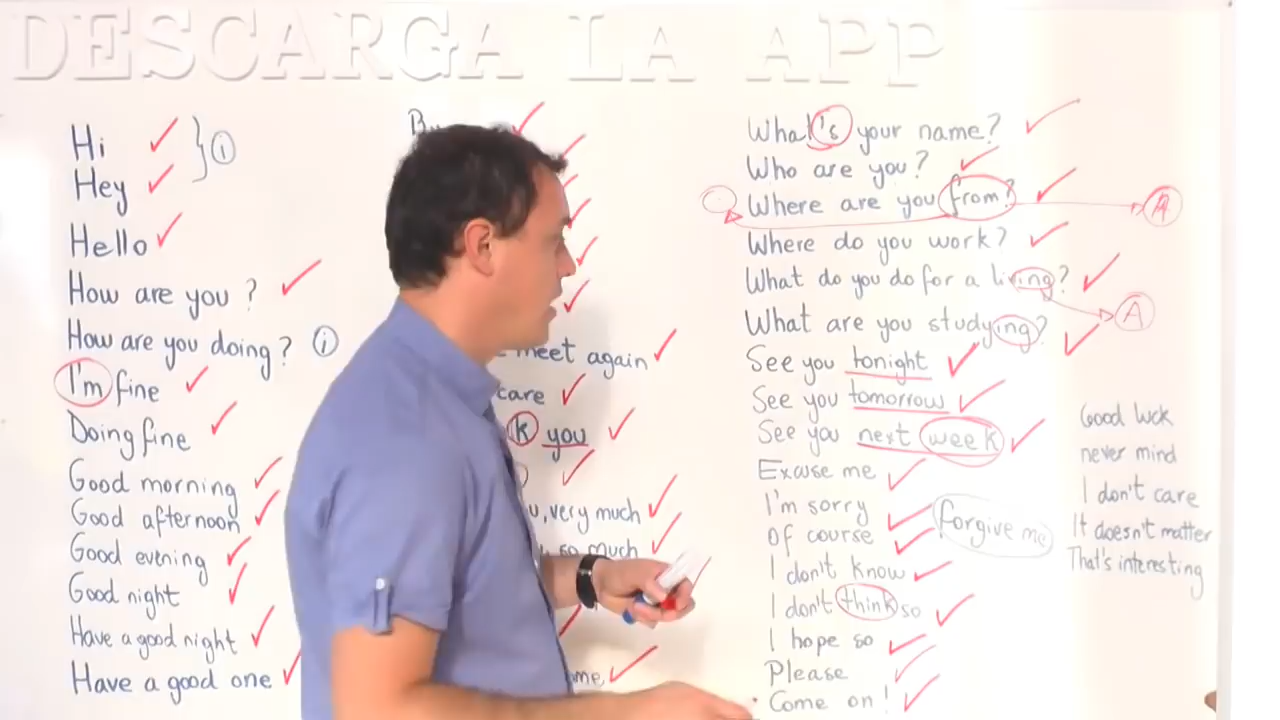 DESCARGA LA APP
Hi
Hey
i
Hello
How are you ?
How are you doing ? i
I'm fine
Doing fine
Good morning
Good afternoon
Good evening
Good night
Have a good night
Have a good one
meet again
care
k you
u, very much
so much
me
What's your name?
Who are you?
Where are you from? A
Where do you work?
What do you do for a living?
A
What are you studying?
See you tonight
See you tomorrow
See you next week
Excuse me
I'm sorry
forgive me
Of course
I don't know
I don't think so
I hope so
Please
Come on !
Good luck
never mind
I don't care
It doesn't matter
That's interesting